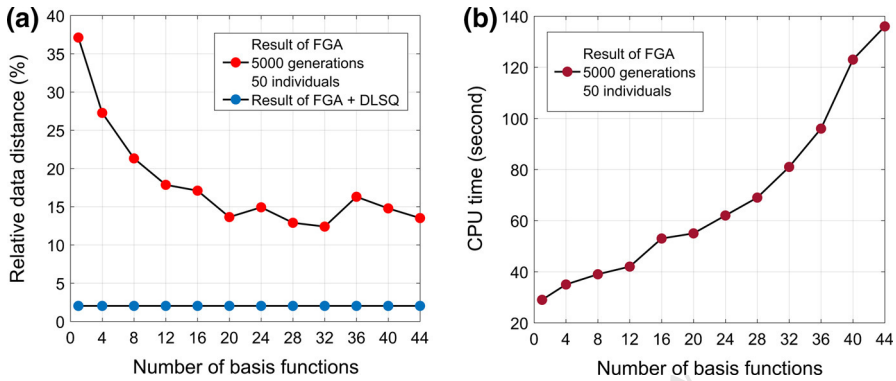 (a)
Relative data distance (%)
40
35
30
25
20
15
10
5
0
Result of FGA
5000 generations
50 individuals
Result of FGA + DLSQ
0 4 8 12 16 20 24 28 32 36 40 44
Number of basis functions
(b)
CPU time (second)
140
120
100
80
60
40
20
Result of FGA
5000 generations
50 individuals
0 4 8 12 16 20 24 28 32 36 40 44
Number of basis functions